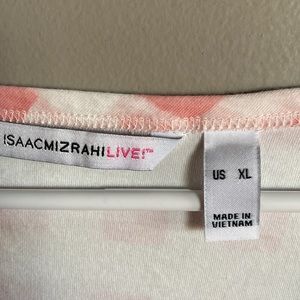 ISAACMIZRAHILIVE!™
US XL
MADE IN
VIETNAM